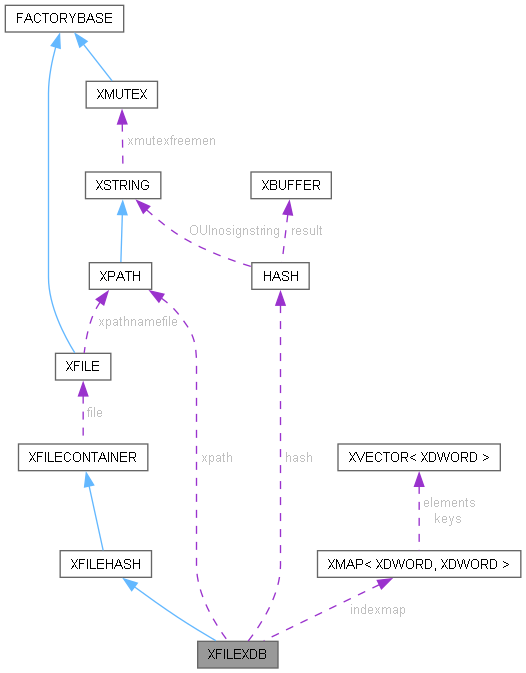 FACTORYBASE
XMUTEX
xmutexfreemen
XSTRING
XBUFFER
OUInosignstring
result
XPATH
HASH
xpathnamefile
XFILE
file
XFILECONTAINER
xpath
hash
XVECTOR< XDWORD >
elements
keys
XFILEHASH
XMAP< XDWORD, XDWORD >
indexmap
XFILEXDB